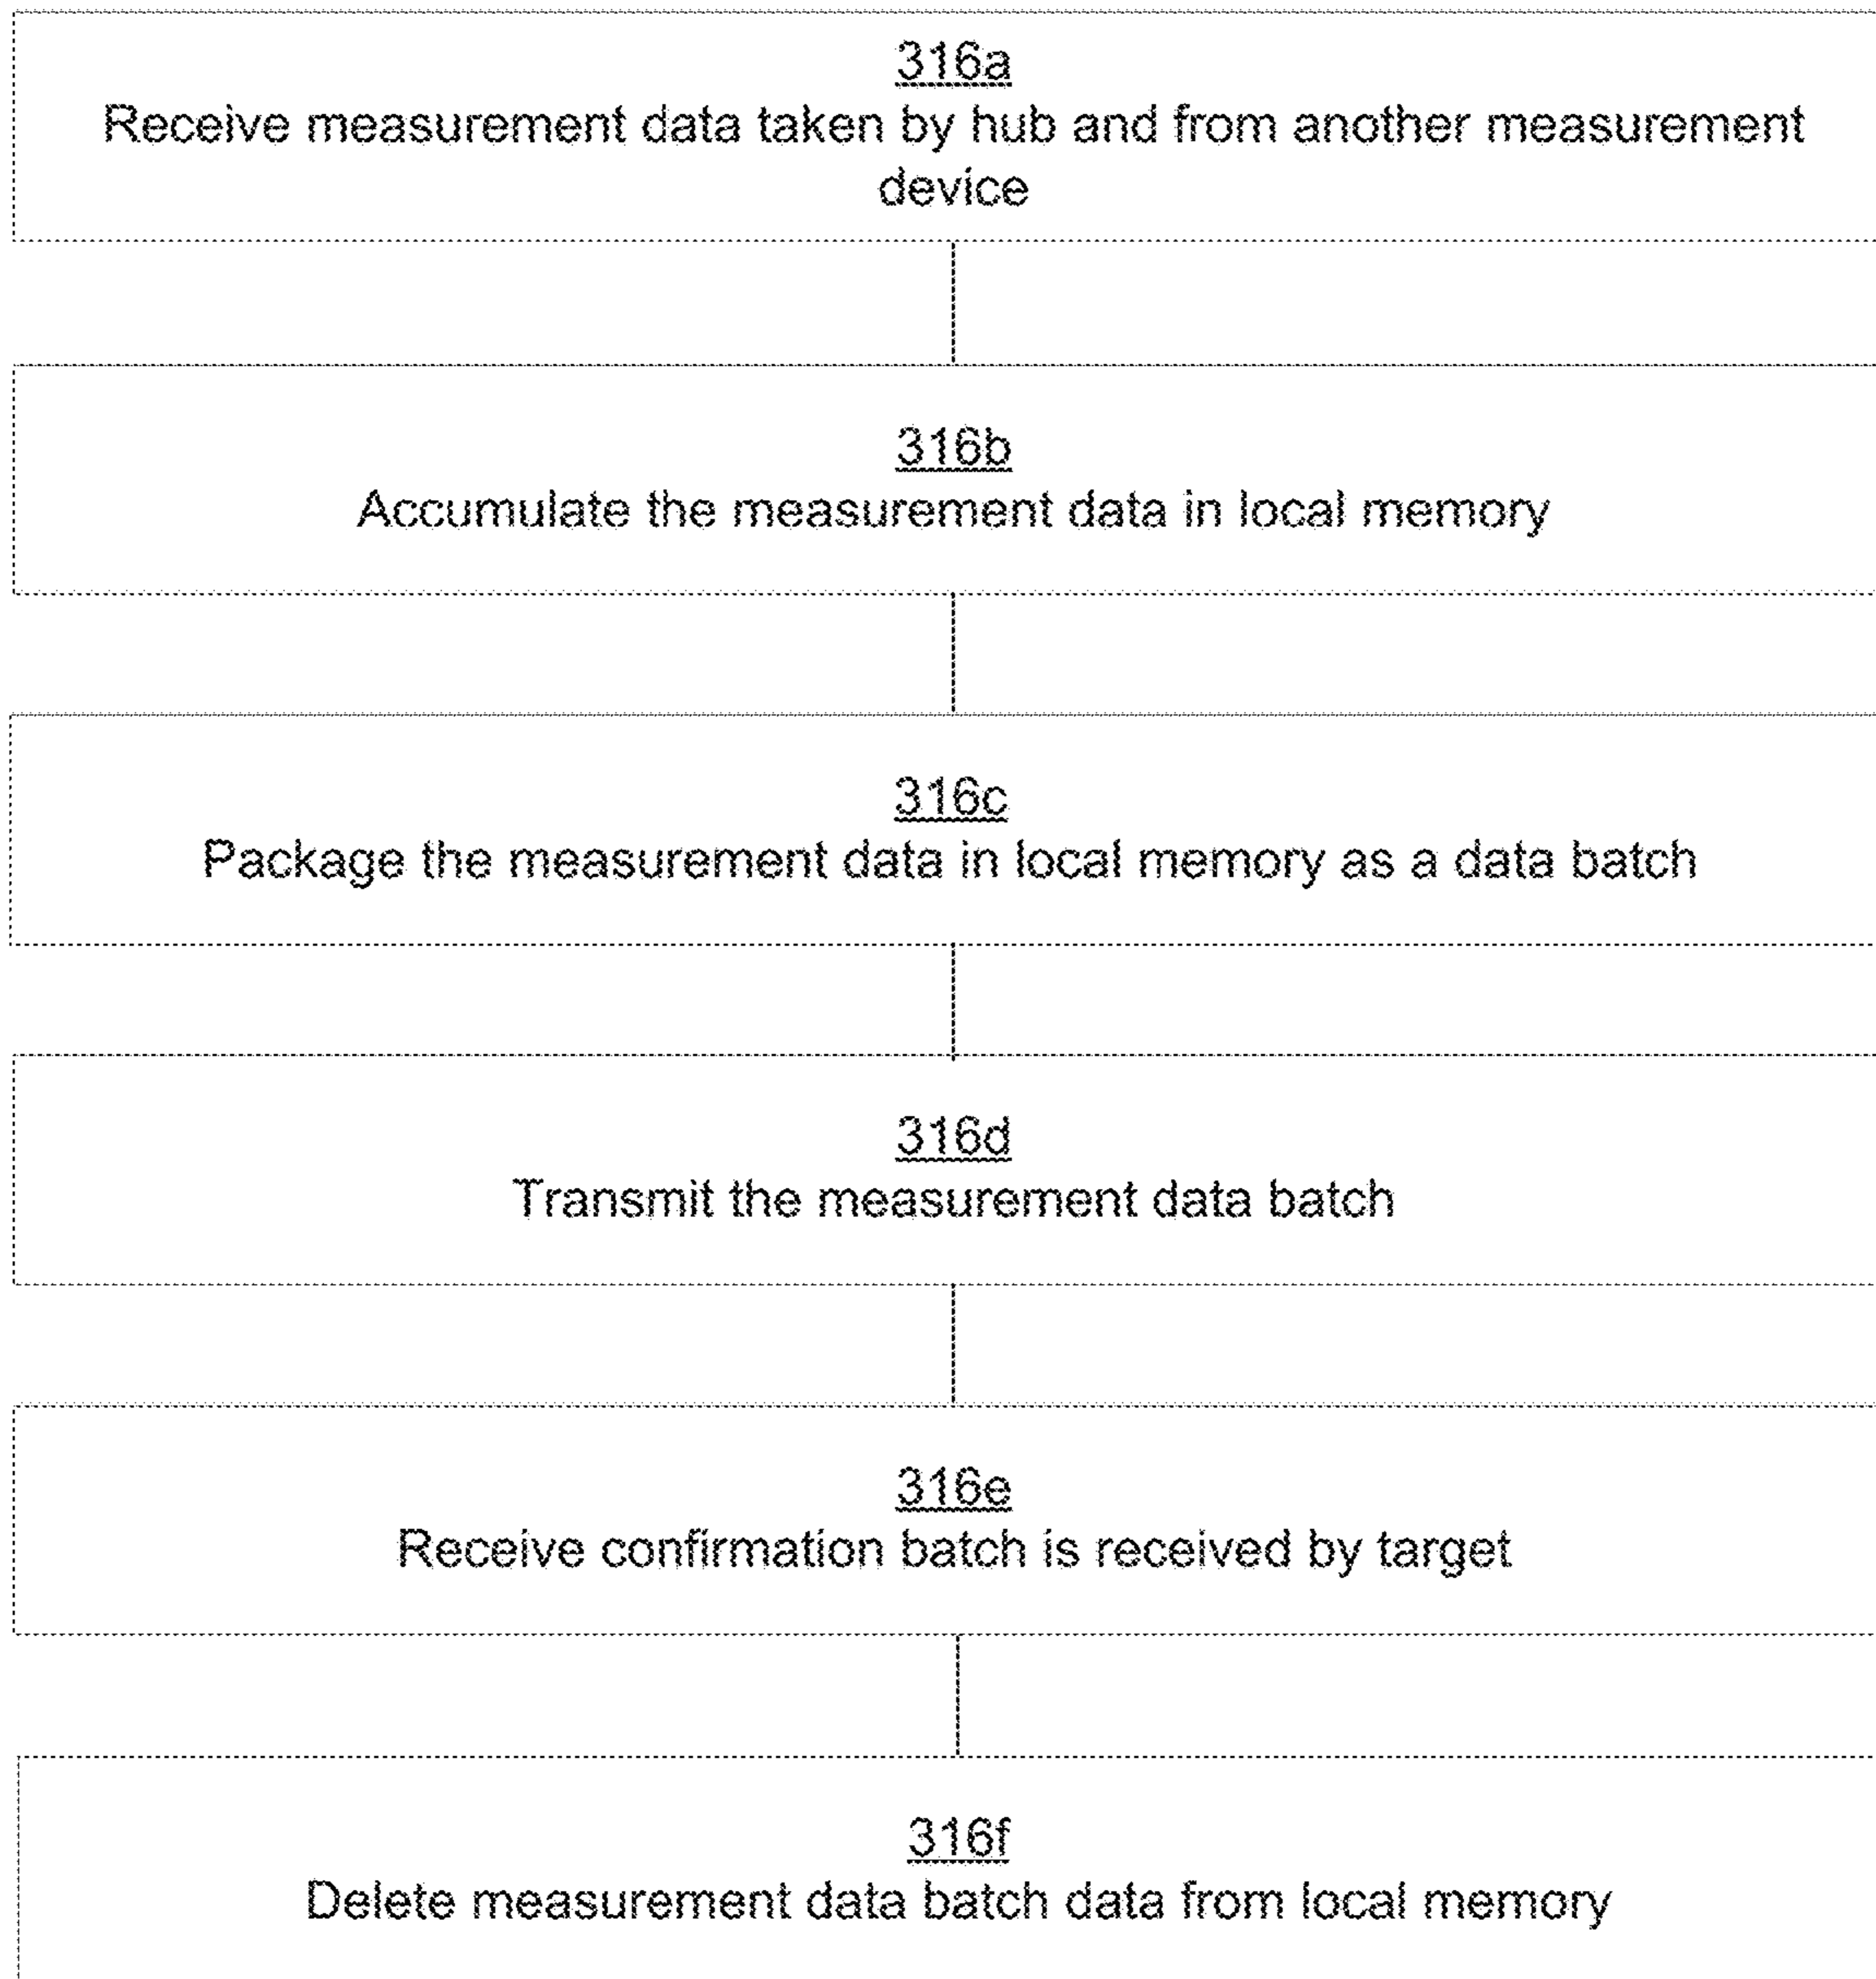 316a
Receive measurement data taken by hub and from another measurement
device
316b
Accumulate the measurement data in local memory
316c
Package the measurement data in local memory as a data batch
316d
Transmit the measurement data batch
316e
Receive confirmation batch is received by target
316f
Delete measurement data batch data from local memory